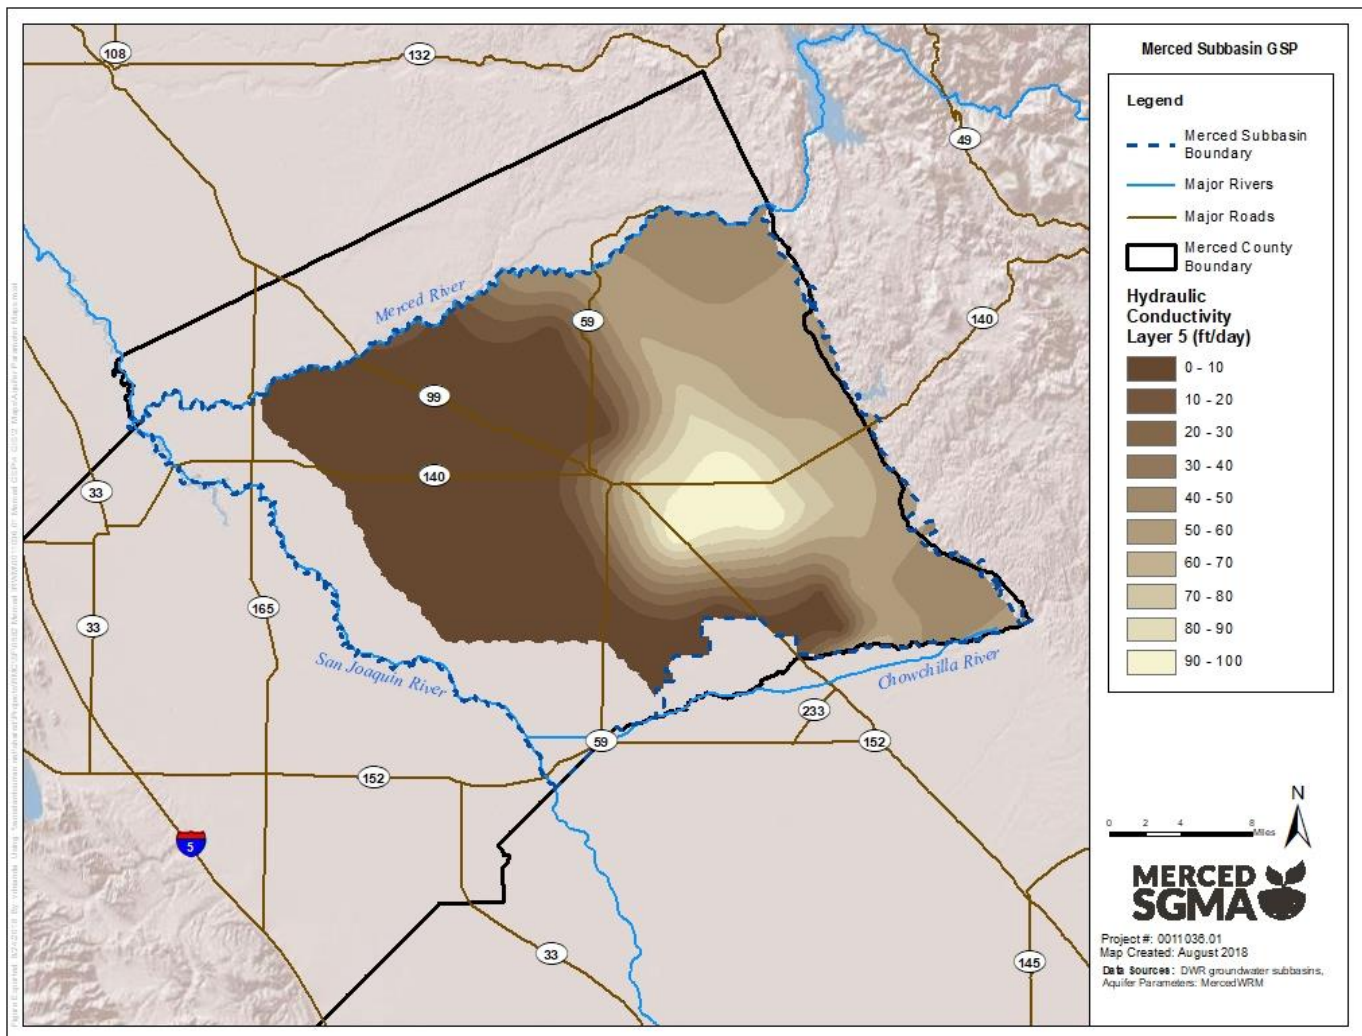 Merced Subbasin GSP
Legend
Merced Subbasin
Boundary
Major Rivers
Major Roads
Merced County
Boundary
Hydraulic
Conductivity
Layer 5 (ft/day)
0 - 10
10 - 20
20 - 30
30 - 40
40 - 50
50 - 60
60 - 70
70 - 80
80 - 90
90 - 100
N
0 2 4 8
Miles
MERCED
SGMA
Project #: 0011036.01
Map Created: August 2018
Data Sources: DWR groundwater subbasins,
Aquifer Parameters: MercedWRM
108
132
49
Merced River
59
140
99
140
33
165
33
San Joaquin River
Chowchilla River
233
59
152
152
5
33
145